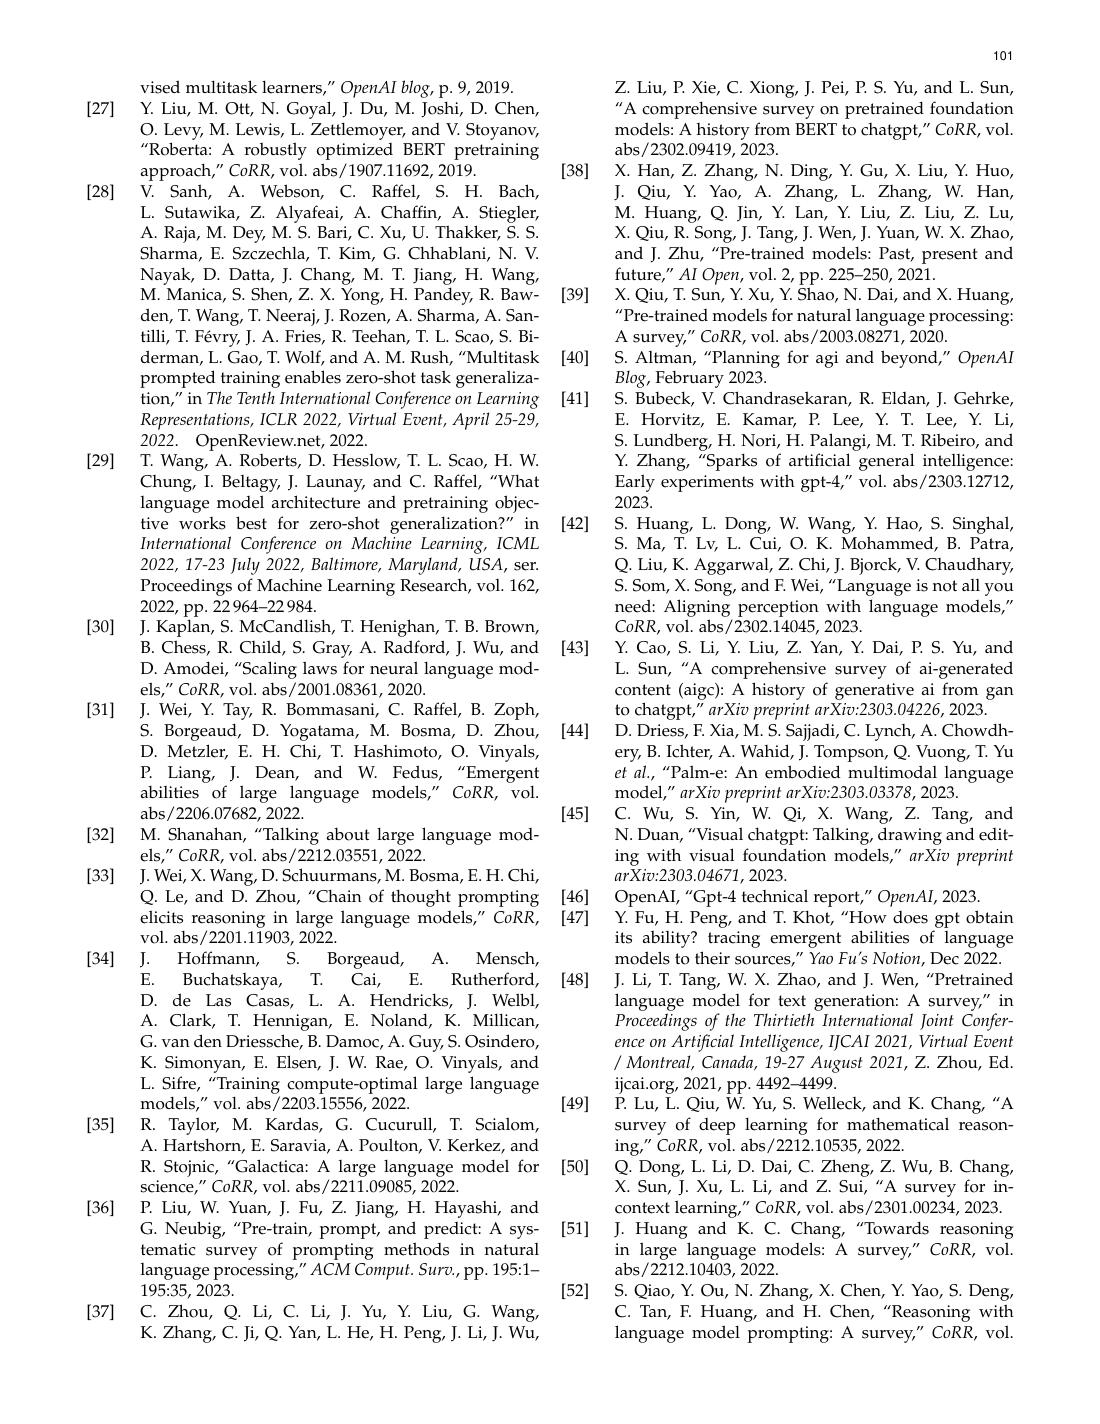 101
vised multitask learners,” OpenAI blog, p. 9, 2019.
[27] Y. Liu, M. Ott, N. Goyal, J. Du, M. Joshi, D. Chen,
O. Levy, M. Lewis, L. Zettlemoyer, and V. Stoyanov,
“Roberta: A robustly optimized BERT pretraining
approach,” CoRR, vol. abs/1907.11692, 2019.
[28] V. Sanh, A. Webson, C. Raffel, S. H. Bach,
L. Sutawika, Z. Alyafeai, A. Chaffin, A. Stiegler,
A. Raja, M. Dey, M. S. Bari, C. Xu, U. Thakker, S. S.
Sharma, E. Szczechla, T. Kim, G. Chhablani, N. V.
Nayak, D. Datta, J. Chang, M. T. Jiang, H. Wang,
M. Manica, S. Shen, Z. X. Yong, H. Pandey, R. Baw-
den, T. Wang, T. Neeraj, J. Rozen, A. Sharma, A. San-
tilli, T. Févry, J. A. Fries, R. Teehan, T. L. Scao, S. Bi-
derman, L. Gao, T. Wolf, and A. M. Rush, “Multitask
prompted training enables zero-shot task generaliza-
tion,” in The Tenth International Conference on Learning
Representations, ICLR 2022, Virtual Event, April 25-29,
2022. OpenReview.net, 2022.
[29] T. Wang, A. Roberts, D. Hesslow, T. L. Scao, H. W.
Chung, I. Beltagy, J. Launay, and C. Raffel, “What
language model architecture and pretraining objec-
tive works best for zero-shot generalization?” in
International Conference on Machine Learning, ICML
2022, 17-23 July 2022, Baltimore, Maryland, USA, ser.
Proceedings of Machine Learning Research, vol. 162,
2022, pp. 22 964–22 984.
[30] J. Kaplan, S. McCandlish, T. Henighan, T. B. Brown,
B. Chess, R. Child, S. Gray, A. Radford, J. Wu, and
D. Amodei, “Scaling laws for neural language mod-
els,” CoRR, vol. abs/2001.08361, 2020.
[31] J. Wei, Y. Tay, R. Bommasani, C. Raffel, B. Zoph,
S. Borgeaud, D. Yogatama, M. Bosma, D. Zhou,
D. Metzler, E. H. Chi, T. Hashimoto, O. Vinyals,
P. Liang, J. Dean, and W. Fedus, “Emergent
abilities of large language models,” CoRR, vol.
abs/2206.07682, 2022.
[32] M. Shanahan, “Talking about large language mod-
els,” CoRR, vol. abs/2212.03551, 2022.
[33] J. Wei, X. Wang, D. Schuurmans, M. Bosma, E. H. Chi,
Q. Le, and D. Zhou, “Chain of thought prompting
elicits reasoning in large language models,” CoRR,
vol. abs/2201.11903, 2022.
[34] J. Hoffmann, S. Borgeaud, A. Mensch,
E. Buchatskaya, T. Cai, E. Rutherford,
D. de Las Casas, L. A. Hendricks, J. Welbl,
A. Clark, T. Hennigan, E. Noland, K. Millican,
G. van den Driessche, B. Damoc, A. Guy, S. Osindero,
K. Simonyan, E. Elsen, J. W. Rae, O. Vinyals, and
L. Sifre, “Training compute-optimal large language
models,” vol. abs/2203.15556, 2022.
[35] R. Taylor, M. Kardas, G. Cucurull, T. Scialom,
A. Hartshorn, E. Saravia, A. Poulton, V. Kerkez, and
R. Stojnic, “Galactica: A large language model for
science,” CoRR, vol. abs/2211.09085, 2022.
[36] P. Liu, W. Yuan, J. Fu, Z. Jiang, H. Hayashi, and
G. Neubig, “Pre-train, prompt, and predict: A sys-
tematic survey of prompting methods in natural
language processing,” ACM Comput. Surv., pp. 195:1–
195:35, 2023.
[37] C. Zhou, Q. Li, C. Li, J. Yu, Y. Liu, G. Wang,
K. Zhang, C. Ji, Q. Yan, L. He, H. Peng, J. Li, J. Wu,
Z. Liu, P. Xie, C. Xiong, J. Pei, P. S. Yu, and L. Sun,
“A comprehensive survey on pretrained foundation
models: A history from BERT to chatgpt,” CoRR, vol.
abs/2302.09419, 2023.
[38] X. Han, Z. Zhang, N. Ding, Y. Gu, X. Liu, Y. Huo,
J. Qiu, Y. Yao, A. Zhang, L. Zhang, W. Han,
M. Huang, Q. Jin, Y. Lan, Y. Liu, Z. Liu, Z. Lu,
X. Qiu, R. Song, J. Tang, J. Wen, J. Yuan, W. X. Zhao,
and J. Zhu, “Pre-trained models: Past, present and
future,” AI Open, vol. 2, pp. 225–250, 2021.
[39] X. Qiu, T. Sun, Y. Xu, Y. Shao, N. Dai, and X. Huang,
“Pre-trained models for natural language processing:
A survey,” CoRR, vol. abs/2003.08271, 2020.
[40] S. Altman, “Planning for agi and beyond,” OpenAI
Blog, February 2023.
[41] S. Bubeck, V. Chandrasekaran, R. Eldan, J. Gehrke,
E. Horvitz, E. Kamar, P. Lee, Y. T. Lee, Y. Li,
S. Lundberg, H. Nori, H. Palangi, M. T. Ribeiro, and
Y. Zhang, “Sparks of artificial general intelligence:
Early experiments with gpt-4,” vol. abs/2303.12712,
2023.
[42] S. Huang, L. Dong, W. Wang, Y. Hao, S. Singhal,
S. Ma, T. Lv, L. Cui, O. K. Mohammed, B. Patra,
Q. Liu, K. Aggarwal, Z. Chi, J. Bjorck, V. Chaudhary,
S. Som, X. Song, and F. Wei, “Language is not all you
need: Aligning perception with language models,”
CoRR, vol. abs/2302.14045, 2023.
[43] Y. Cao, S. Li, Y. Liu, Z. Yan, Y. Dai, P. S. Yu, and
L. Sun, “A comprehensive survey of ai-generated
content (aigc): A history of generative ai from gan
to chatgpt,” arXiv preprint arXiv:2303.04226, 2023.
[44] D. Driess, F. Xia, M. S. Sajjadi, C. Lynch, A. Chowdh-
ery, B. Ichter, A. Wahid, J. Tompson, Q. Vuong, T. Yu
et al., “Palm-e: An embodied multimodal language
model,” arXiv preprint arXiv:2303.03378, 2023.
[45] C. Wu, S. Yin, W. Qi, X. Wang, Z. Tang, and
N. Duan, “Visual chatgpt: Talking, drawing and edit-
ing with visual foundation models,” arXiv preprint
arXiv:2303.04671, 2023.
[46] OpenAI, “Gpt-4 technical report,” OpenAI, 2023.
[47] Y. Fu, H. Peng, and T. Khot, “How does gpt obtain
its ability? tracing emergent abilities of language
models to their sources,” Yao Fu’s Notion, Dec 2022.
[48] J. Li, T. Tang, W. X. Zhao, and J. Wen, “Pretrained
language model for text generation: A survey,” in
Proceedings of the Thirtieth International Joint Confer-
ence on Artificial Intelligence, IJCAI 2021, Virtual Event
/ Montreal, Canada, 19-27 August 2021, Z. Zhou, Ed.
ijcai.org, 2021, pp. 4492–4499.
[49] P. Lu, L. Qiu, W. Yu, S. Welleck, and K. Chang, “A
survey of deep learning for mathematical reason-
ing,” CoRR, vol. abs/2212.10535, 2022.
[50] Q. Dong, L. Li, D. Dai, C. Zheng, Z. Wu, B. Chang,
X. Sun, J. Xu, L. Li, and Z. Sui, “A survey for in-
context learning,” CoRR, vol. abs/2301.00234, 2023.
[51] J. Huang and K. C. Chang, “Towards reasoning
in large language models: A survey,” CoRR, vol.
abs/2212.10403, 2022.
[52] S. Qiao, Y. Ou, N. Zhang, X. Chen, Y. Yao, S. Deng,
C. Tan, F. Huang, and H. Chen, “Reasoning with
language model prompting: A survey,” CoRR, vol.